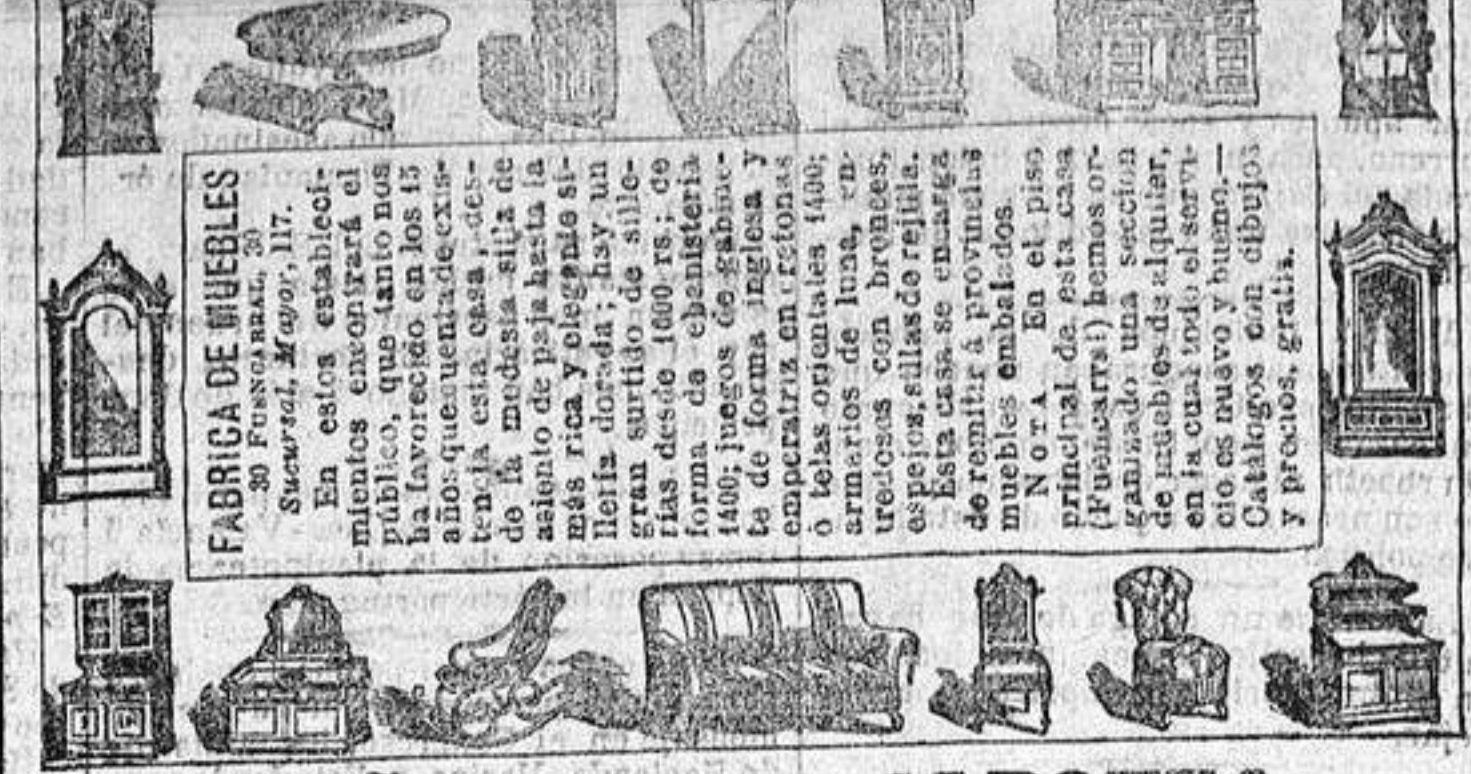 FABRICA DE MUEBLES
30 FUENCARRAL, 30
Sucursal, Mayor, 117.
En estos estableci-
mientos encontrará el
público, que tanto nos
ha favorecido en los 15
años que cuenta de exis-
tencia esta casa, des-
de la modesta silla de
asiento de paja hasta la
más rica y elegante si-
llería dorada; hay un
gran surtido de sille-
rías desde 1600 rs.; de
forma de ebenisteria
1400; juegos de gabine-
te de forma inglesa y
emperatriz en cretonas
ó telas orientales 1400;
armarios de luna, en-
tredoses con bronces,
espejos, sillas de rejilla.
Esta casa se encarga
de remitir á provincias
muebles embalados.
NOTA En el piso
principal de esta casa
(Fuencarral) hemos or-
ganizado una seccion
de muebles de alquiler,
en la cual todo el servi-
cio es nuevo y bueno.—
Catálogos con dibujos
y precios, gratis.